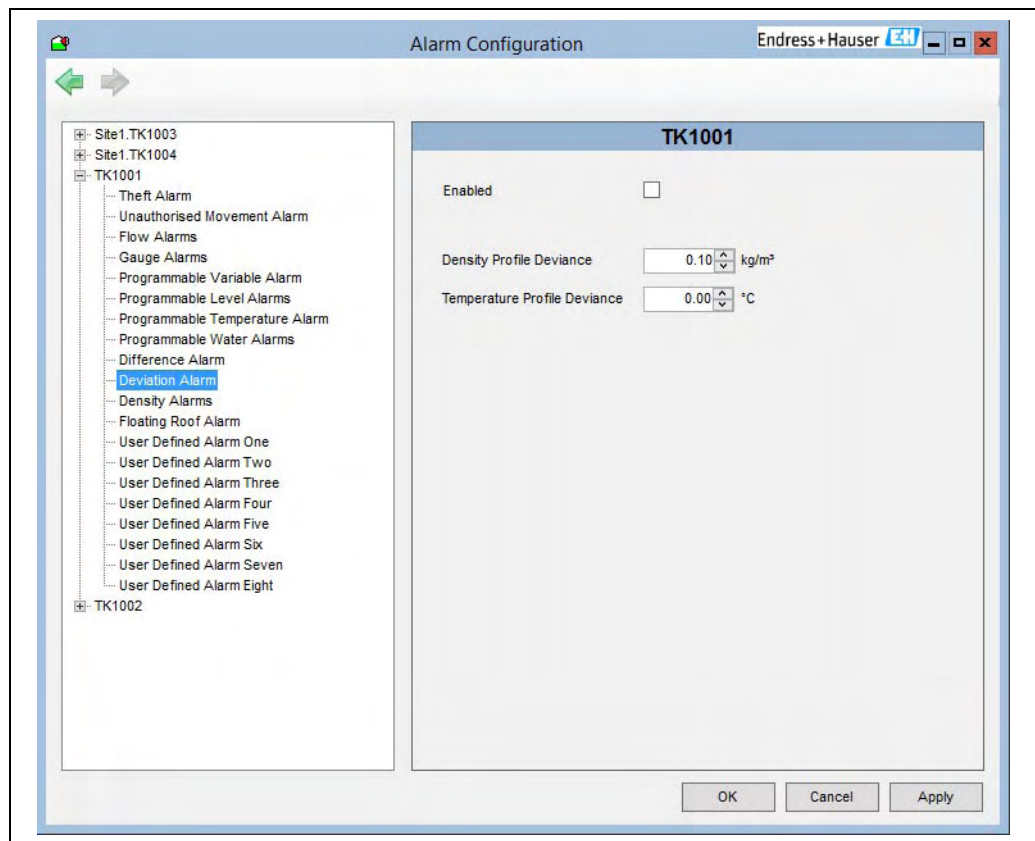 Alarm Configuration
Endress+Hauser EH
Site1.TK1003
Site1.TK1004
TK1001
Theft Alarm
Unauthorised Movement Alarm
Flow Alarms
Gauge Alarms
Programmable Variable Alarm
Programmable Level Alarms
Programmable Temperature Alarm
Programmable Water Alarms
Difference Alarm
Deviation Alarm
Density Alarms
Floating Roof Alarm
User Defined Alarm One
User Defined Alarm Two
User Defined Alarm Three
User Defined Alarm Four
User Defined Alarm Five
User Defined Alarm Six
User Defined Alarm Seven
User Defined Alarm Eight
TK1002
TK1001
Enabled
Density Profile Deviance 0.10 kg/m³
Temperature Profile Deviance 0.00 °C
OK Cancel Apply